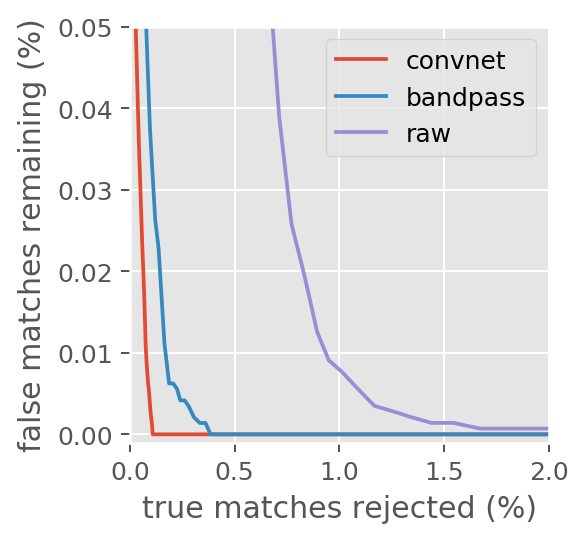 false matches remaining (%)
0.05
0.04
0.03
0.02
0.01
0.00
convnet
bandpass
raw
0.0 0.5 1.0 1.5 2.0
true matches rejected (%)